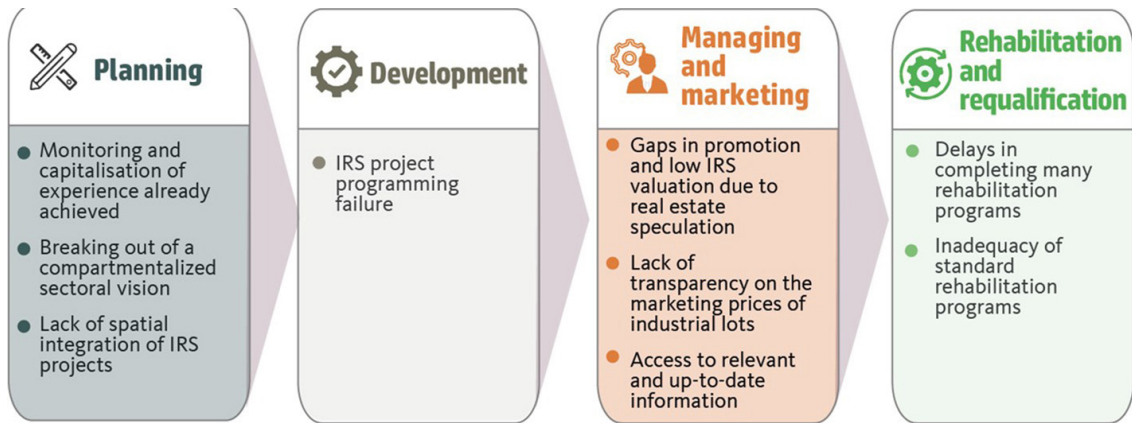 Planning
Monitoring and
capitalisation of
experience already
achieved
Breaking out of a
compartmentalized
sectoral vision
Lack of spatial
integration of IRS
projects
Development
IRS project
programming
failure
Managing
and
marketing
Gaps in promotion
and low IRS
valuation due to
real estate
speculation
Lack of
transparency on the
marketing prices of
industrial lots
Access to relevant
and up-to-date
information
Rehabilitation
and
requalification
Delays in
completing many
rehabilitation
programs
Inadequacy of
standard
rehabilitation
programs